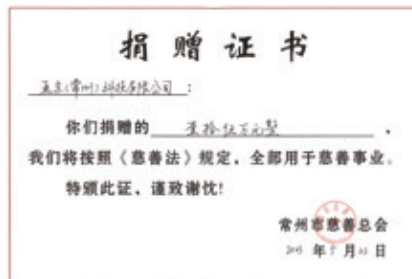 捐赠证书
(常州)科技有限公司：
你们捐赠的 壹拾伍万元整 ，
我们将按照《慈善法》规定，全部用于慈善事业。
特颁此证、谨致谢忱！
常州市慈善总会
年 月 日